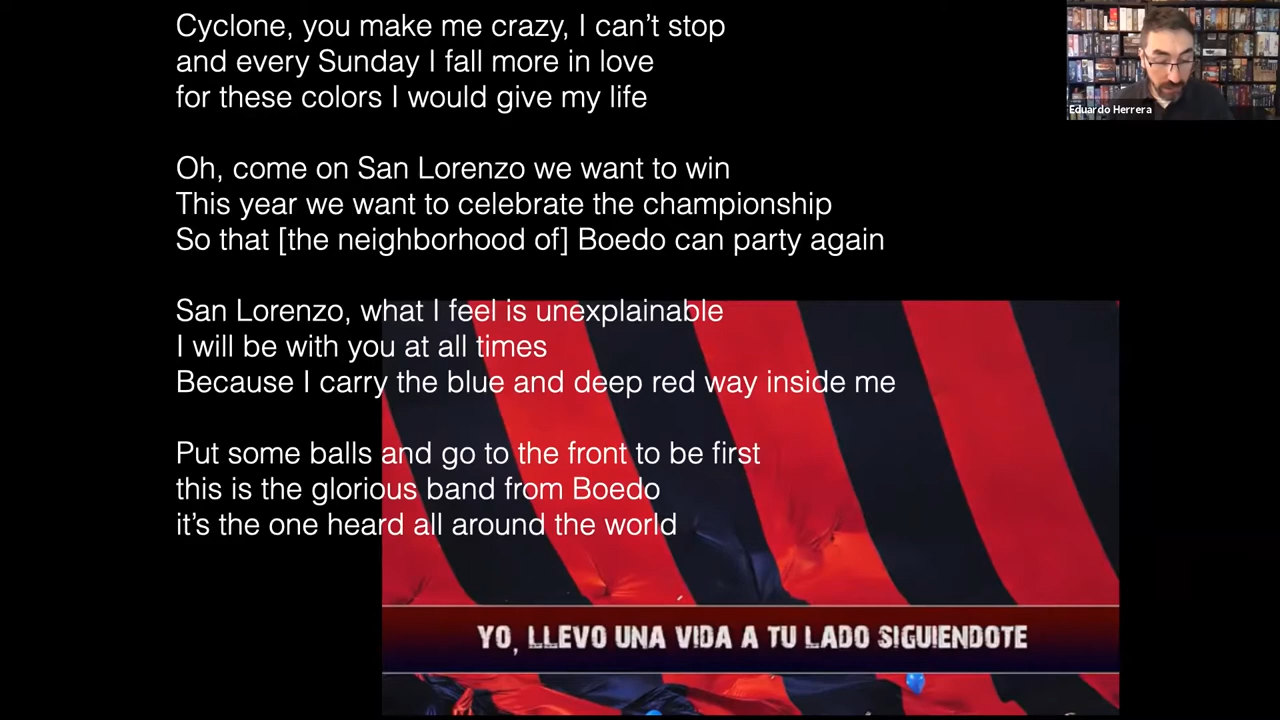 Cyclone, you make me crazy, I can’t stop
and every Sunday I fall more in love
for these colors I would give my life
Oh, come on San Lorenzo we want to win
This year we want to celebrate the championship
So that [the neighborhood of] Boedo can party again
San Lorenzo, what I feel is unexplainable
I will be with you at all times
Because I carry the blue and deep red way inside me
Put some balls and go to the front to be first
this is the glorious band from Boedo
it’s the one heard all around the world
YO, LLEVO UNA VIDA A TU LADO SIGUIENDOTE
Eduardo Herrera